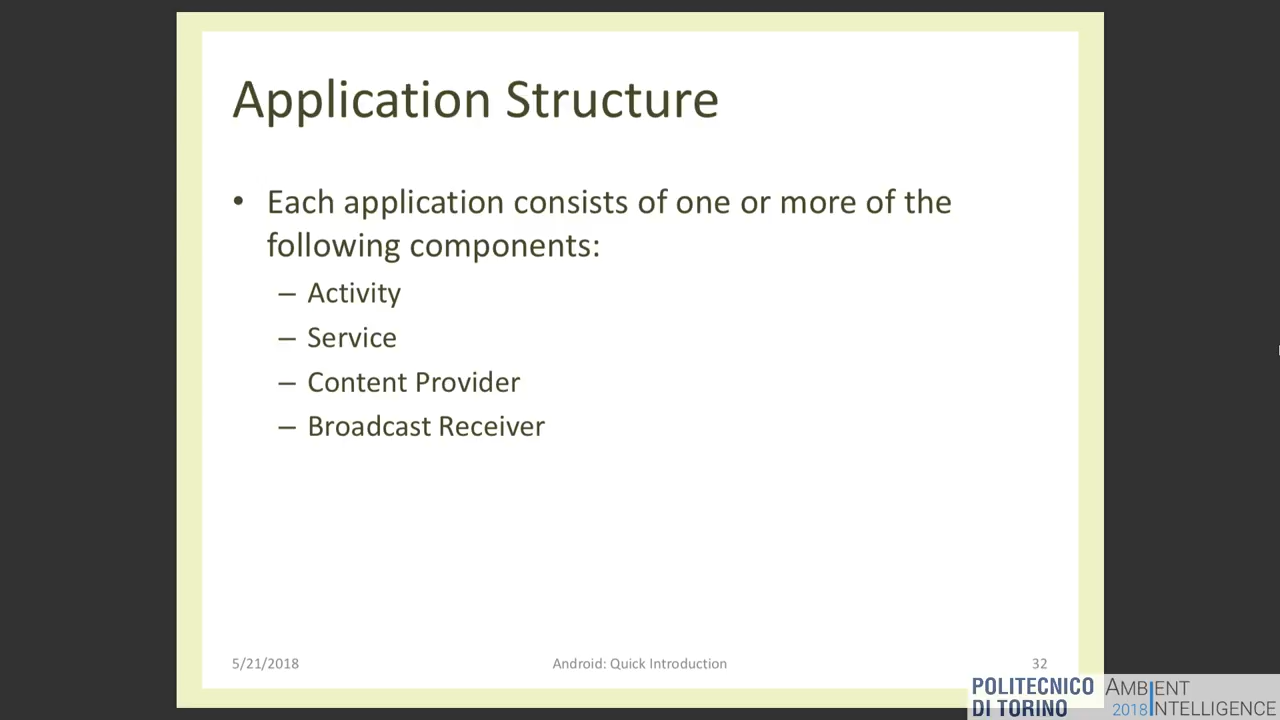 Application Structure
• Each application consists of one or more of the
following components:
– Activity
– Service
– Content Provider
– Broadcast Receiver
5/21/2018 Android: Quick Introduction 32
POLITECNICO
DI TORINO
AMBIENT
2018 INTELLIGENCE